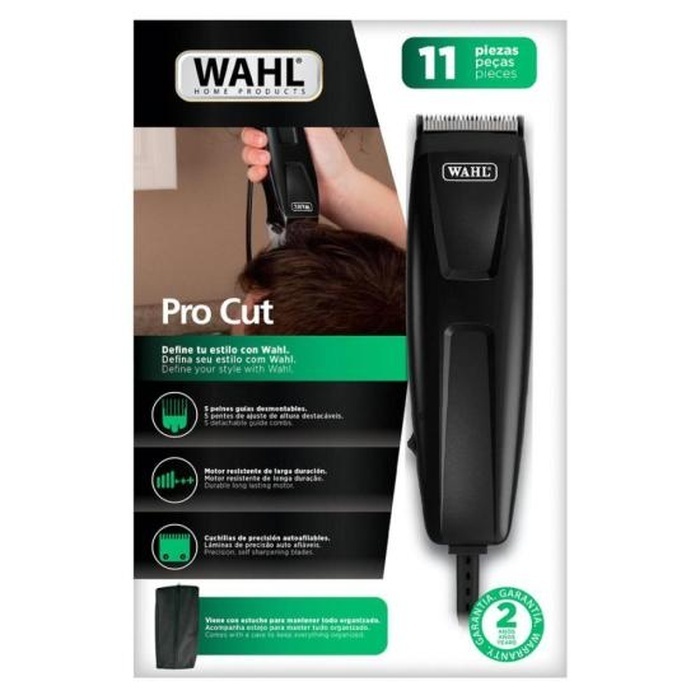 WAHL®
HOME PRODUCTS
11 piezas
peças
pieces
WAHL®
WAHL
Pro Cut
Define tu estilo con Wahl.
Defina seu estilo com Wahl.
Define your style with Wahl.
5 peines guías desmontables.
5 pentes de ajuste de altura destacáveis.
5 detachable guide combs.
Motor resistente de larga duración.
Motor resistente de longa duração.
Durable long lasting motor.
Cuchillas de precisión autoafilables.
Lâminas de precisão auto afiáveis.
Precision, self sharpening blades.
Viene con estuche para mantener todo organizado.
Acompanha estojo para manter tudo organizado.
Comes with a case to keep everything organized.
GARANTIA. GARANTÍA. WARRANTY.
2
AÑOS
ANOS
YEARS